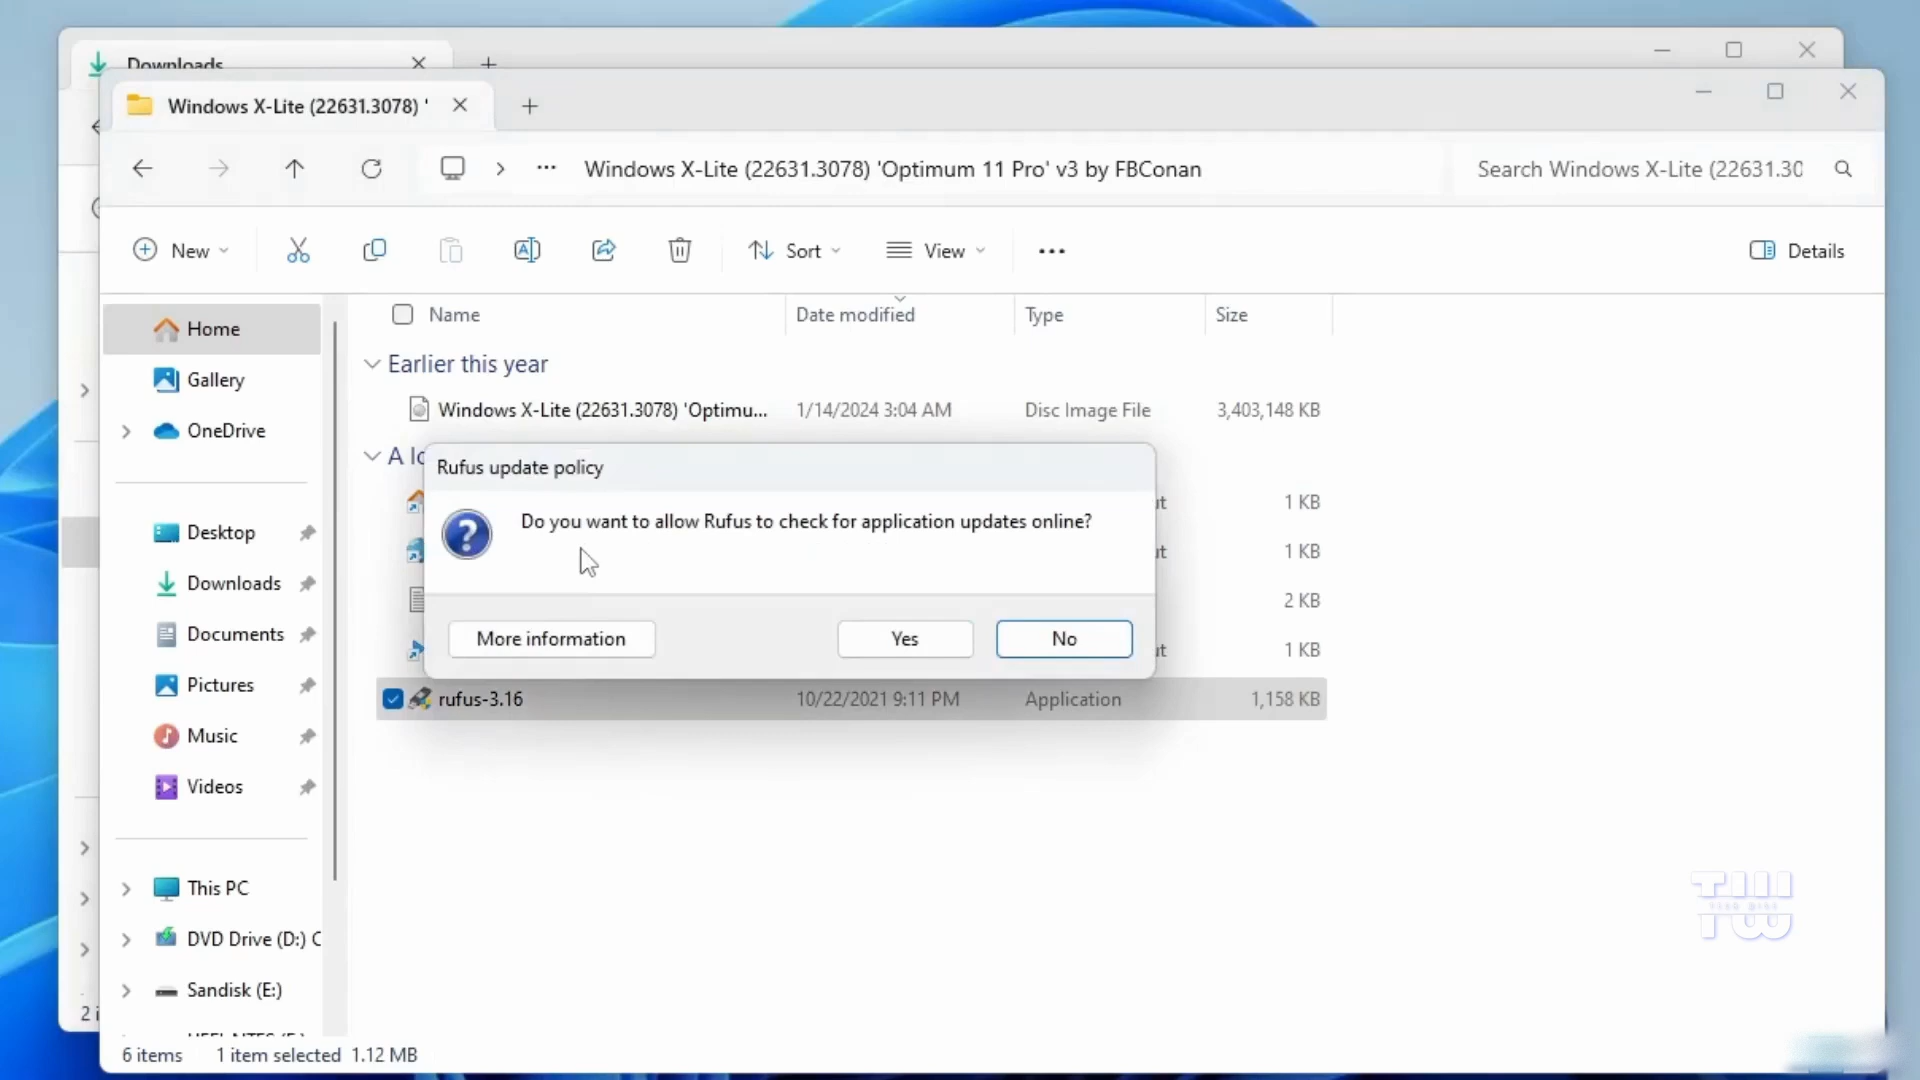 Downloads
Windows X-Lite (22631.3078) '
Windows X-Lite (22631.3078) 'Optimum 11 Pro' v3 by FBConan
Search Windows X-Lite (22631.30
New
Sort
View
Details
Name
Date modified
Type
Size
Home
Gallery
OneDrive
Desktop
Downloads
Documents
Pictures
Music
Videos
This PC
DVD Drive (D:) C
Sandisk (E:)
Earlier this year
Windows X-Lite (22631.3078) 'Optimu... 1/14/2024 3:04 AM Disc Image File 3,403,148 KB
A lo
1 KB
1 KB
2 KB
1 KB
Rufus update policy
Do you want to allow Rufus to check for application updates online?
More information
Yes
No
rufus-3.16 10/22/2021 9:11 PM Application 1,158 KB
6 items 1 item selected 1.12 MB
2 i
TW